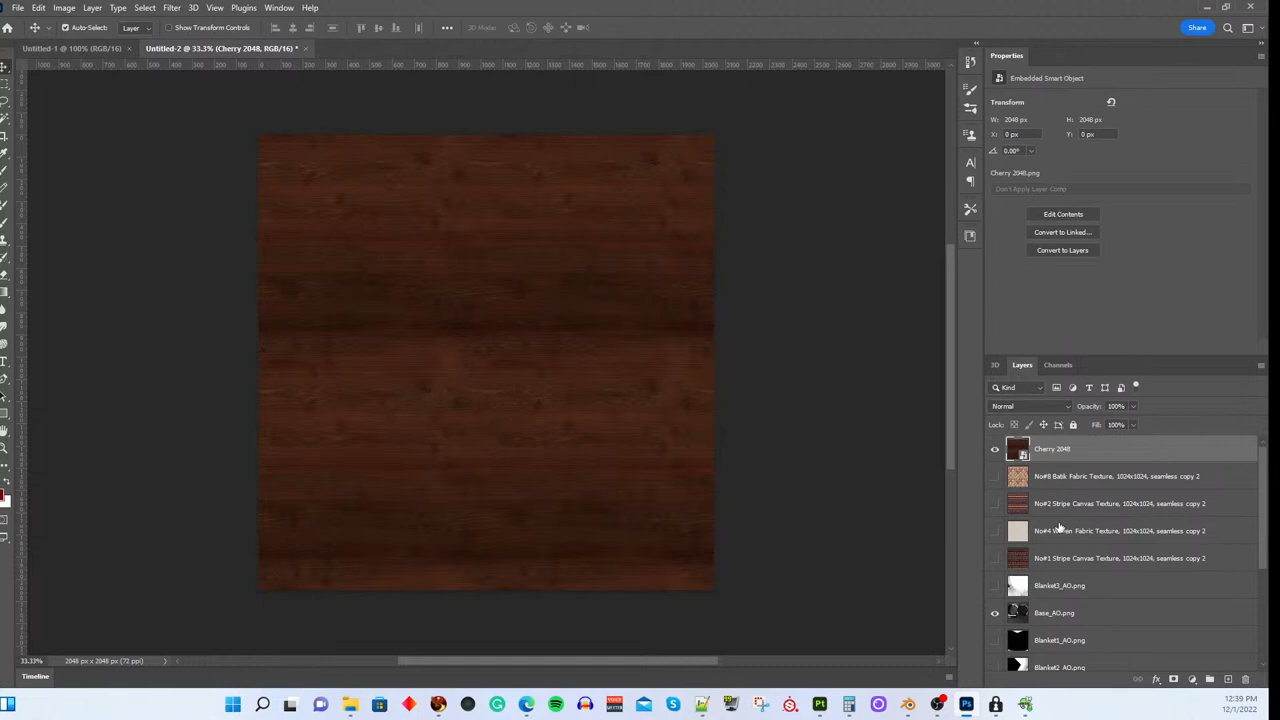 File Edit Image Layer Type Select Filter 3D View Plugins Window Help
Auto-Select: Layer Show Transform Controls 3D Mode: Share
Untitled-1 @ 100% (RGB/16) × Untitled-2 @ 33.3% (Cherry 2048, RGB/16) * ×
Properties
Embedded Smart Object
Transform
W: 2048 px H: 2048 px
X: 0 px Y: 0 px
0.00°
Cherry 2048.png
Don't Apply Layer Comp
Edit Contents
Convert to Linked...
Convert to Layers
3D Layers Channels
Kind
Normal Opacity: 100%
Lock: Fill: 100%
Cherry 2048
No#8 Batik Fabric Texture, 1024x1024, seamless copy 2
No#2 Stripe Canvas Texture, 1024x1024, seamless copy 2
No#4 Woven Fabric Texture, 1024x1024, seamless copy 2
No#1 Stripe Canvas Texture, 1024x1024, seamless copy 2
Blanket3_AO.png
Base_AO.png
Blanket1_AO.png
Blanket2_AO.png
33.33% 2048 px x 2048 px (72 ppi)
Timeline
12:39 PM
12/1/2022